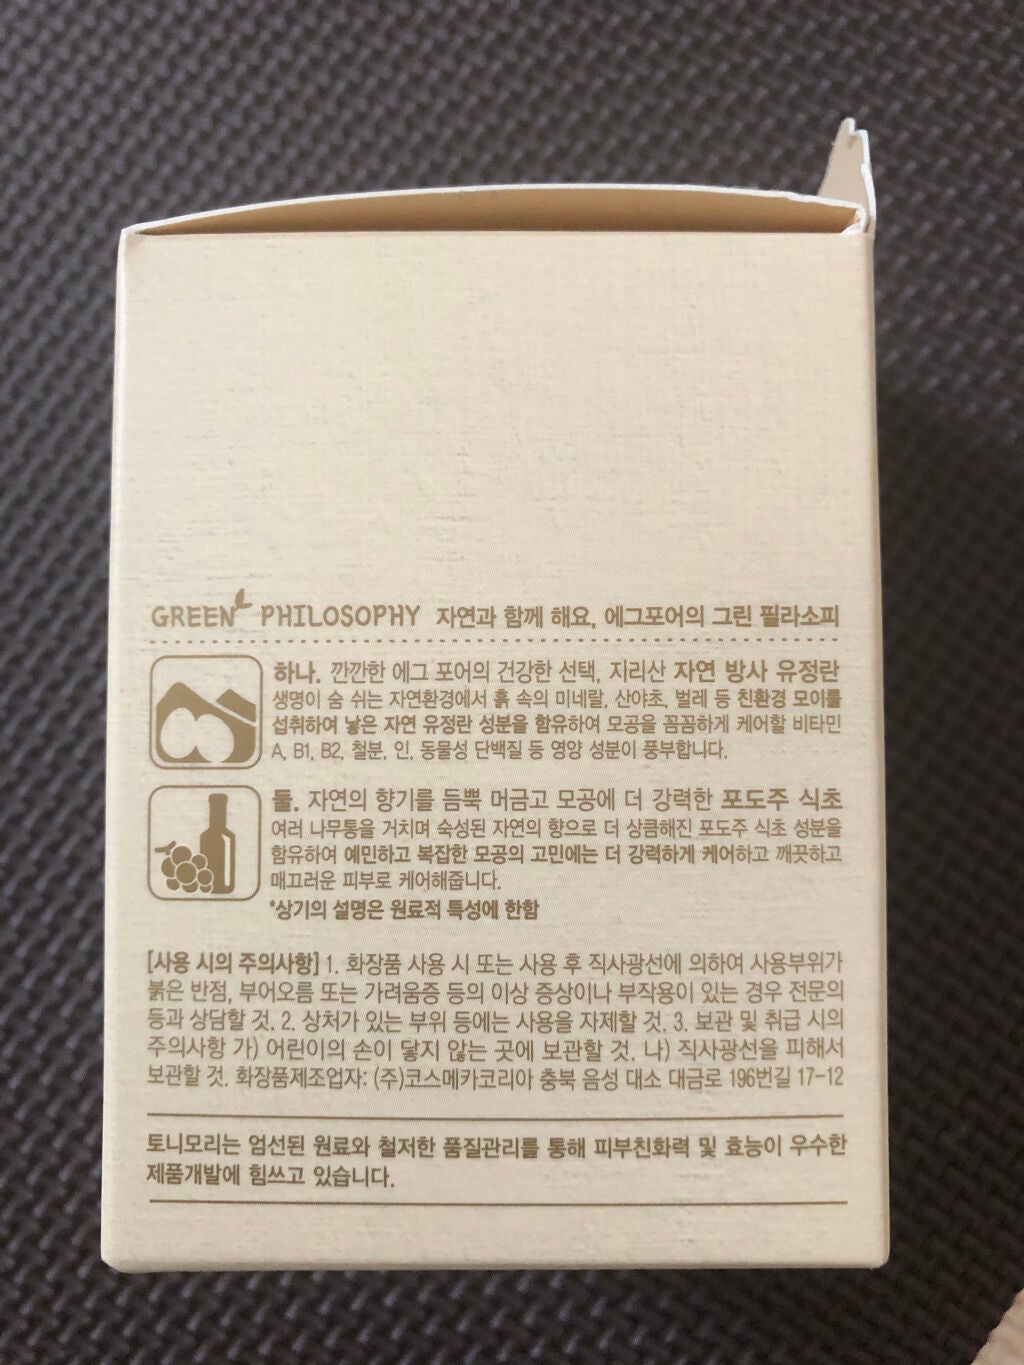 GREEN PHILOSOPHY 자연과 함께 해요, 에그포어의 그린 필라소피
하나. 깐깐한 에그 포어의 건강한 선택, 지리산 자연 방사 유정란
생명이 숨 쉬는 자연환경에서 흙 속의 미네랄, 산야초, 벌레 등 친환경 모이를
섭취하여 낳은 자연 유정란 성분을 함유하여 모공을 꼼꼼하게 케어할 비타민
A, B1, B2, 철분, 인, 동물성 단백질 등 영양 성분이 풍부합니다.
둘. 자연의 향기를 듬뿍 머금고 모공에 더 강력한 포도주 식초
여러 나무통을 거치며 숙성된 자연의 향으로 더 상큼해진 포도주 식초 성분을
함유하여 예민하고 복잡한 모공의 고민에는 더 강력하게 케어하고 깨끗하고
매끄러운 피부로 케어해줍니다.
*상기의 설명은 원료적 특성에 한함
[사용 시의 주의사항] 1. 화장품 사용 시 또는 사용 후 직사광선에 의하여 사용부위가
붉은 반점, 부어오름 또는 가려움증 등의 이상 증상이나 부작용이 있는 경우 전문의
등과 상담할 것. 2. 상처가 있는 부위 등에는 사용을 자제할 것. 3. 보관 및 취급 시의
주의사항 가) 어린이의 손이 닿지 않는 곳에 보관할 것. 나) 직사광선을 피해서
보관할 것. 화장품제조업자: (주)코스메카코리아 충북 음성 대소 대금로 196번길 17-12
토니모리는 엄선된 원료와 철저한 품질관리를 통해 피부친화력 및 효능이 우수한
제품개발에 힘쓰고 있습니다.